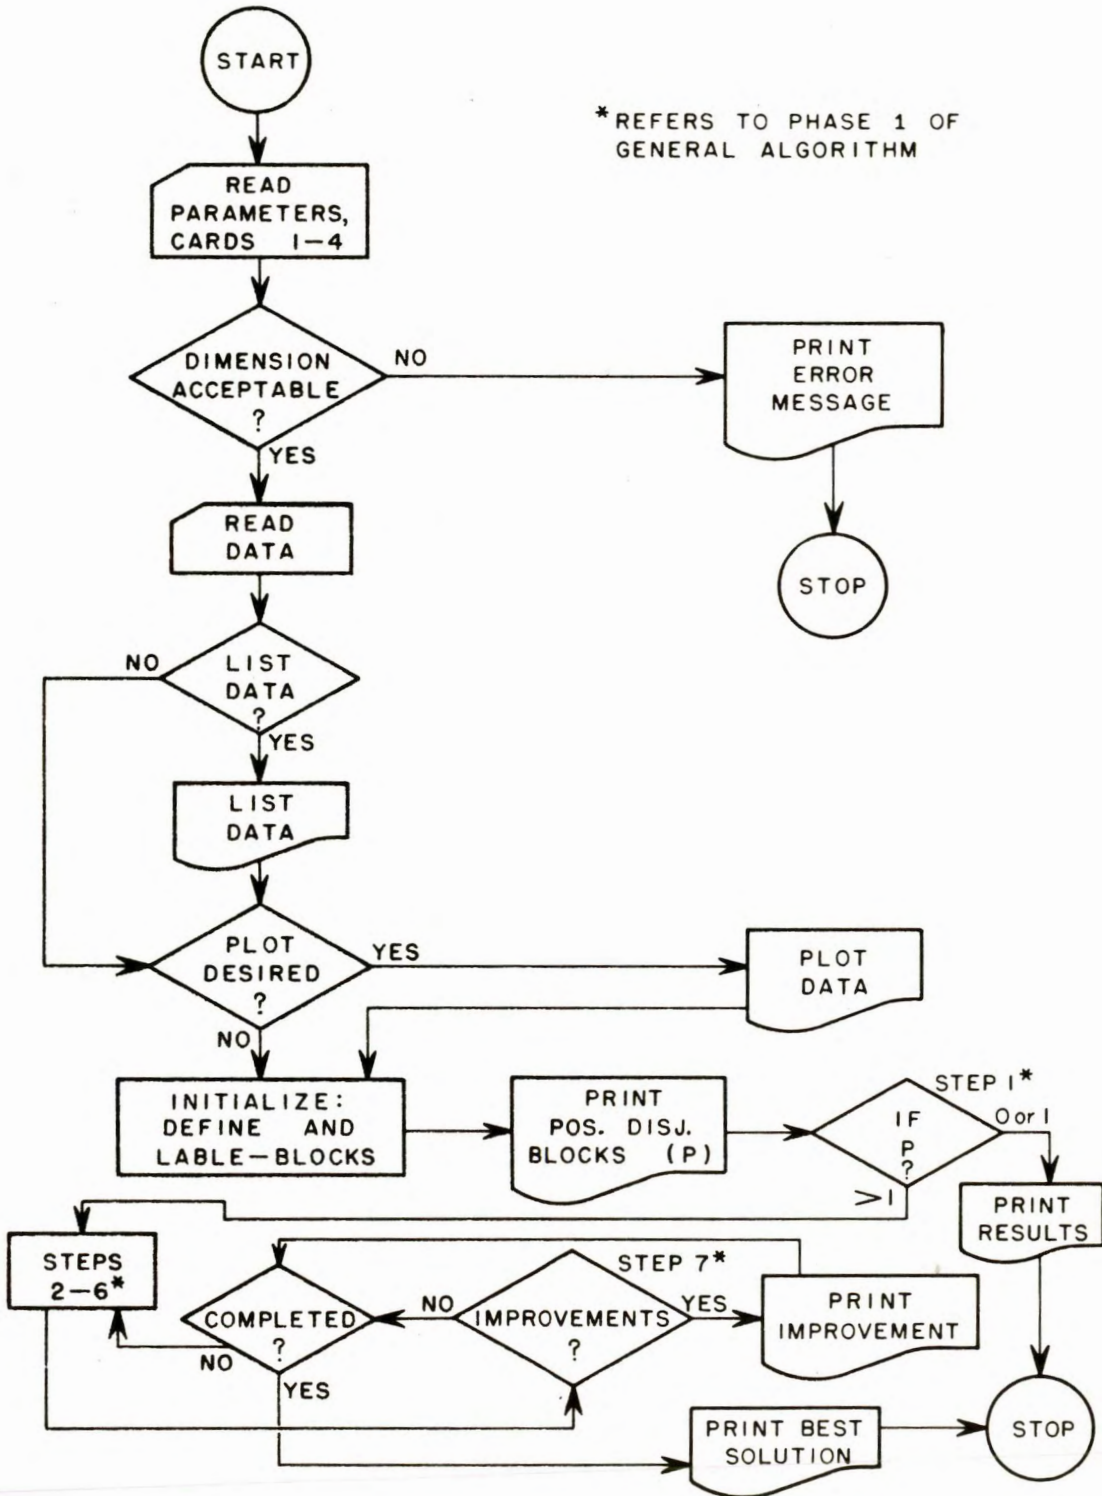 START
*REFERS TO PHASE 1 OF
GENERAL ALGORITHM
READ
PARAMETERS,
CARDS 1-4
DIMENSION
ACCEPTABLE
?
NO
YES
PRINT
ERROR
MESSAGE
STOP
READ
DATA
LIST
DATA
?
NO
YES
LIST
DATA
PLOT
DESIRED
?
YES
NO
PLOT
DATA
INITIALIZE:
DEFINE AND
LABLE-BLOCKS
PRINT
POS. DISJ.
BLOCKS (P)
STEP 1*
IF
P
?
0 or 1
>1
PRINT
RESULTS
STEPS
2-6*
COMPLETED
?
NO
YES
STEP 7*
IMPROVEMENTS
?
NO
YES
PRINT
IMPROVEMENT
PRINT BEST
SOLUTION
STOP